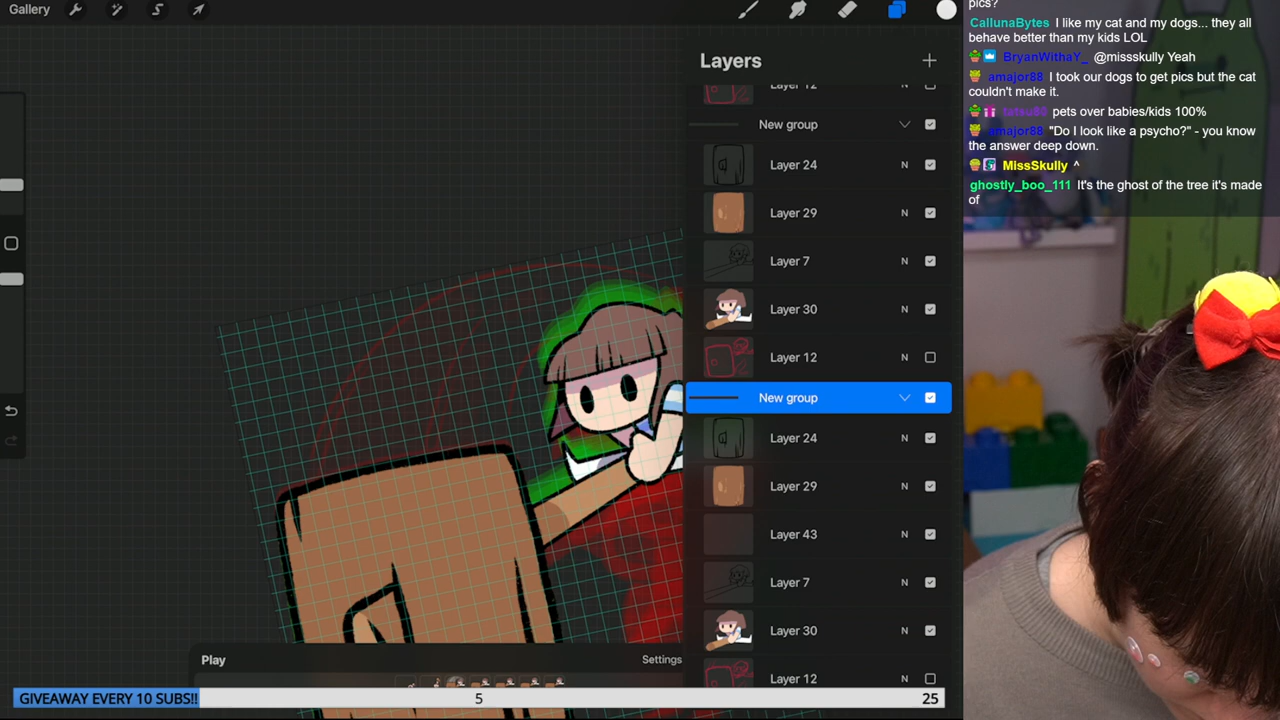 Gallery
Layers
Layer 12
New group
Layer 24
N
Layer 29
N
Layer 7
N
Layer 30
N
Layer 12
N
New group
Layer 24
N
Layer 29
N
Layer 43
N
Layer 7
N
Layer 30
N
Layer 12
N
Play
Settings
GIVEAWAY EVERY 10 SUBS!!
5
25
pics?
CallunaBytes I like my cat and my dogs... they all
behave better than my kids LOL
BryanWithaY_ @missskully Yeah
amajor88 I took our dogs to get pics but the cat
couldn't make it.
tatsu80 pets over babies/kids 100%
amajor88 "Do I look like a psycho?" - you know
the answer deep down.
MissSkully ^
ghostly_boo_111 It's the ghost of the tree it's made
of